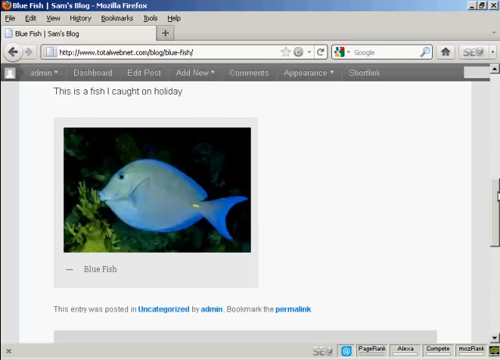 Blue Fish | Sam's Blog - Mozilla Firefox
File Edit View History Bookmarks Tools Help
Blue Fish | Sam's Blog +
http://www.totalwebnet.com/blog/blue-fish/
Google
SEO
admin Dashboard Edit Post Add New Comments Appearance Shortlink
This is a fish I caught on holiday
— Blue Fish
This entry was posted in Uncategorized by admin. Bookmark the permalink
SEO PageRank Alexa Compete mozRank